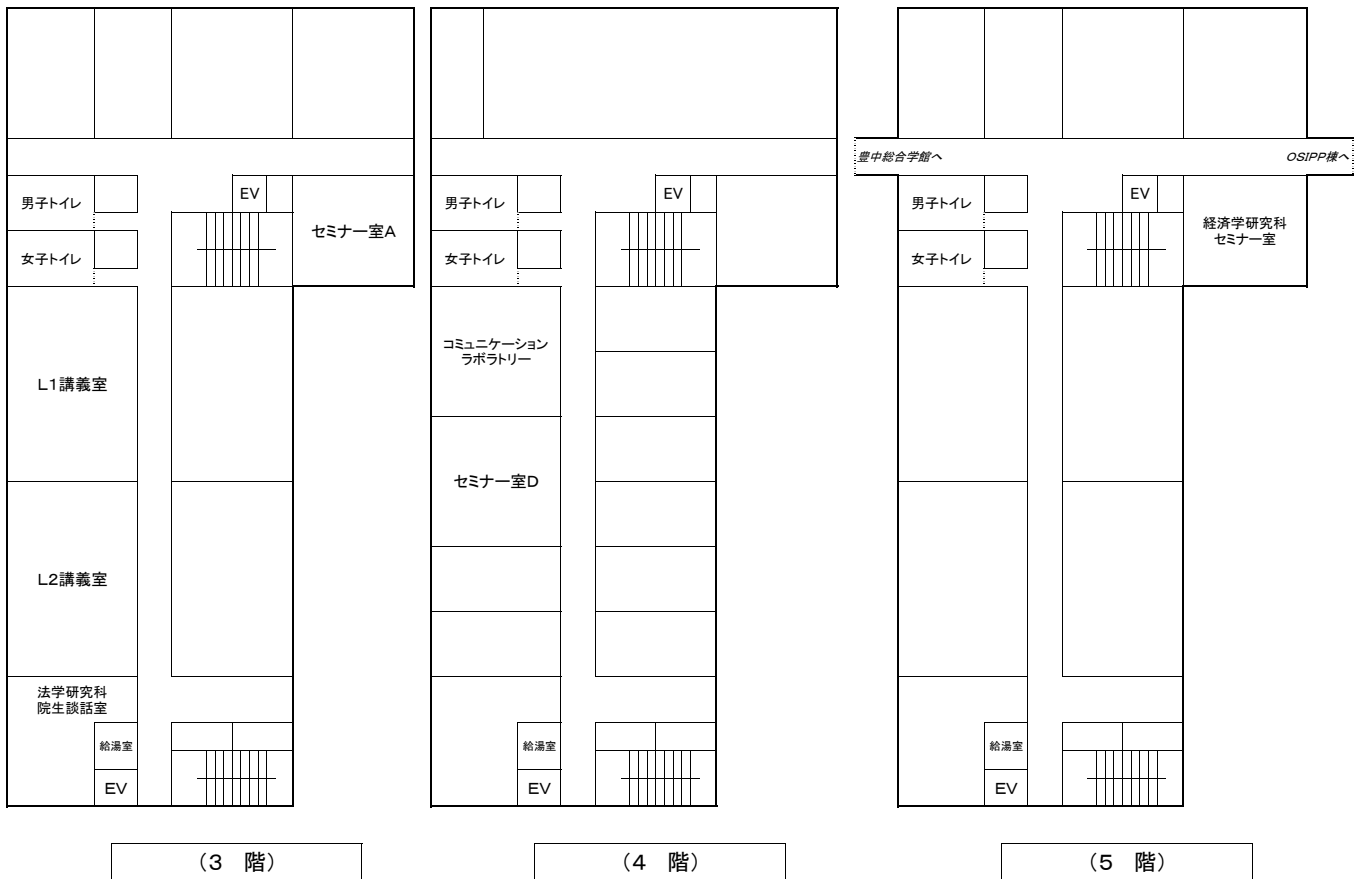 男子トイレ
EV
女子トイレ
セミナー室A
L1講義室
L2講義室
法学研究科
院生談話室
給湯室
EV
（3　階）
男子トイレ
EV
女子トイレ
コミュニケーション
ラボラトリー
セミナー室D
給湯室
EV
（4　階）
豊中総合学館へ
OSIPP棟へ
男子トイレ
EV
女子トイレ
経済学研究科
セミナー室
給湯室
EV
（5　階）